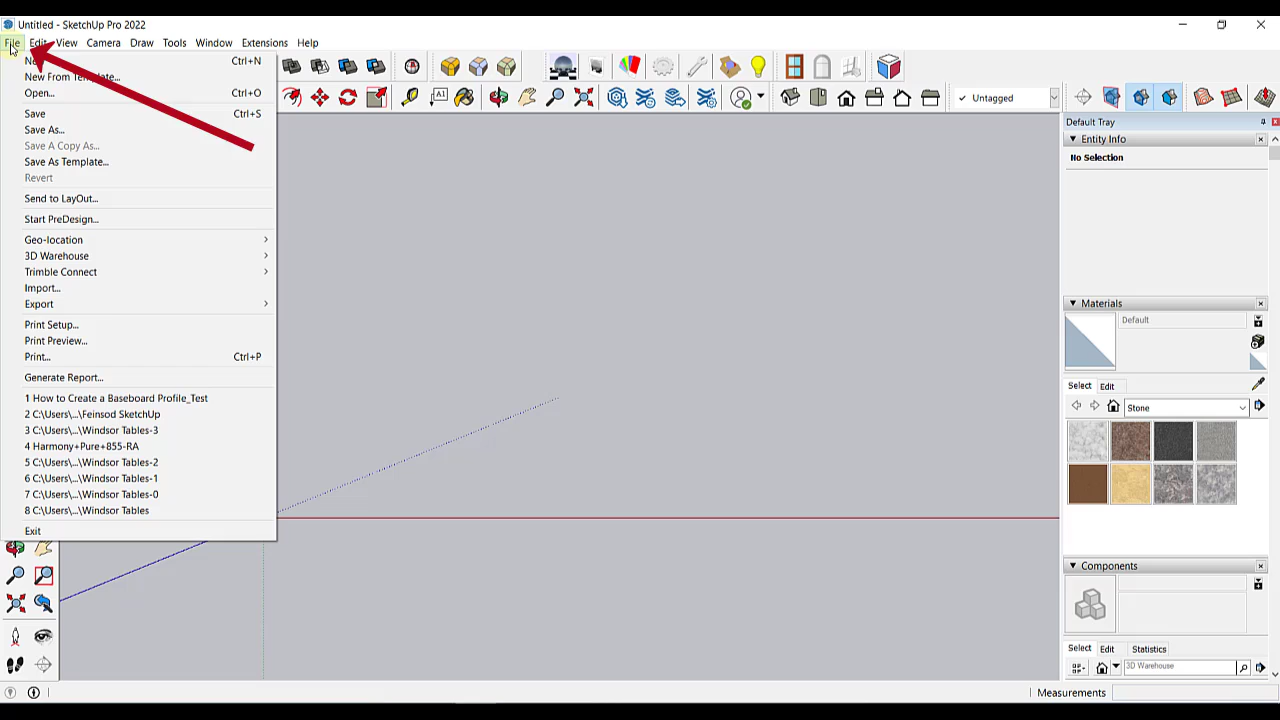 Untitled - SketchUp Pro 2022
File Edit View Camera Draw Tools Window Extensions Help
Ctrl+N
New From Template...
Open... Ctrl+O
Save Ctrl+S
Save As...
Save A Copy As...
Save As Template...
Revert
Send to LayOut...
Start PreDesign...
Geo-location
3D Warehouse
Trimble Connect
Import...
Export
Print Setup...
Print Preview...
Print... Ctrl+P
Generate Report...
1 How to Create a Baseboard Profile_Test
2 C:\Users\...\Feinsod SketchUp
3 C:\Users\...\Windsor Tables-3
4 Harmony+Pure+855-RA
5 C:\Users\...\Windsor Tables-2
6 C:\Users\...\Windsor Tables-1
7 C:\Users\...\Windsor Tables-0
8 C:\Users\...\Windsor Tables
Exit
A1
Untagged
Default Tray
Entity Info
No Selection
Materials
Default
Select Edit
Stone
Components
Select Edit Statistics
3D Warehouse
Measurements